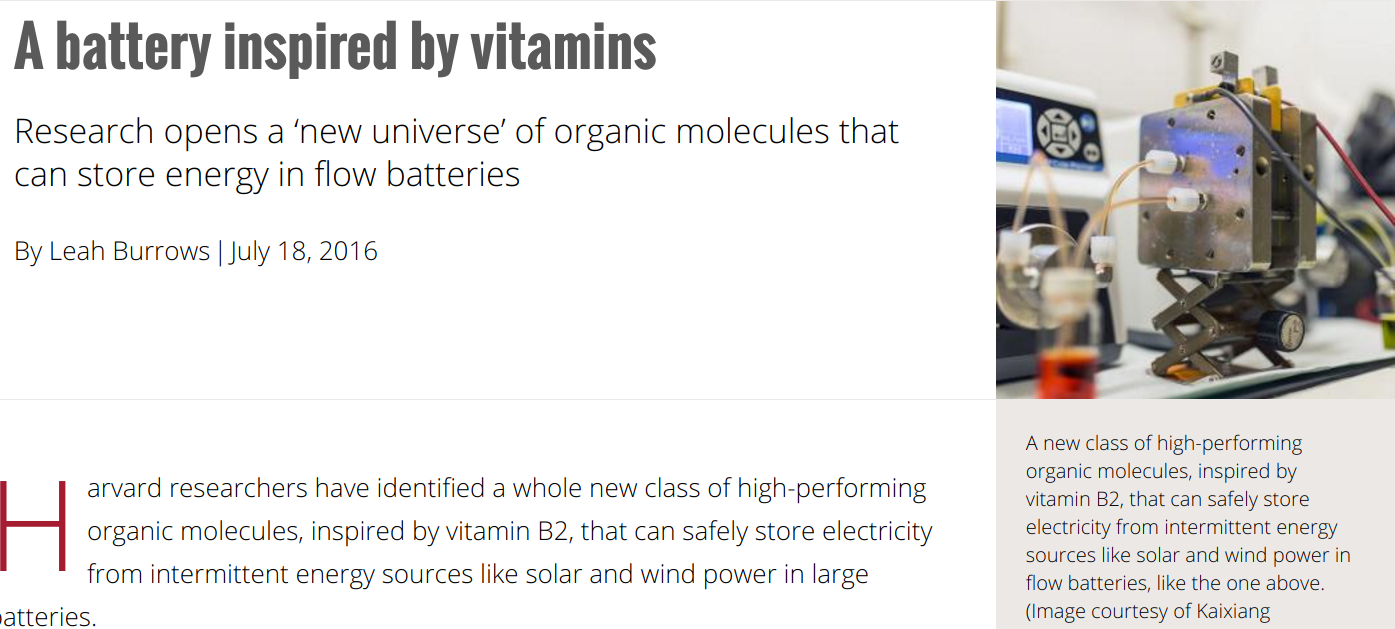 A battery inspired by vitamins
Research opens a ‘new universe’ of organic molecules that
can store energy in flow batteries
By Leah Burrows | July 18, 2016
Harvard researchers have identified a whole new class of high-performing
organic molecules, inspired by vitamin B2, that can safely store electricity
from intermittent energy sources like solar and wind power in large
batteries.
A new class of high-performing
organic molecules, inspired by
vitamin B2, that can safely store
electricity from intermittent energy
sources like solar and wind power in
flow batteries, like the one above.
(Image courtesy of Kaixiang